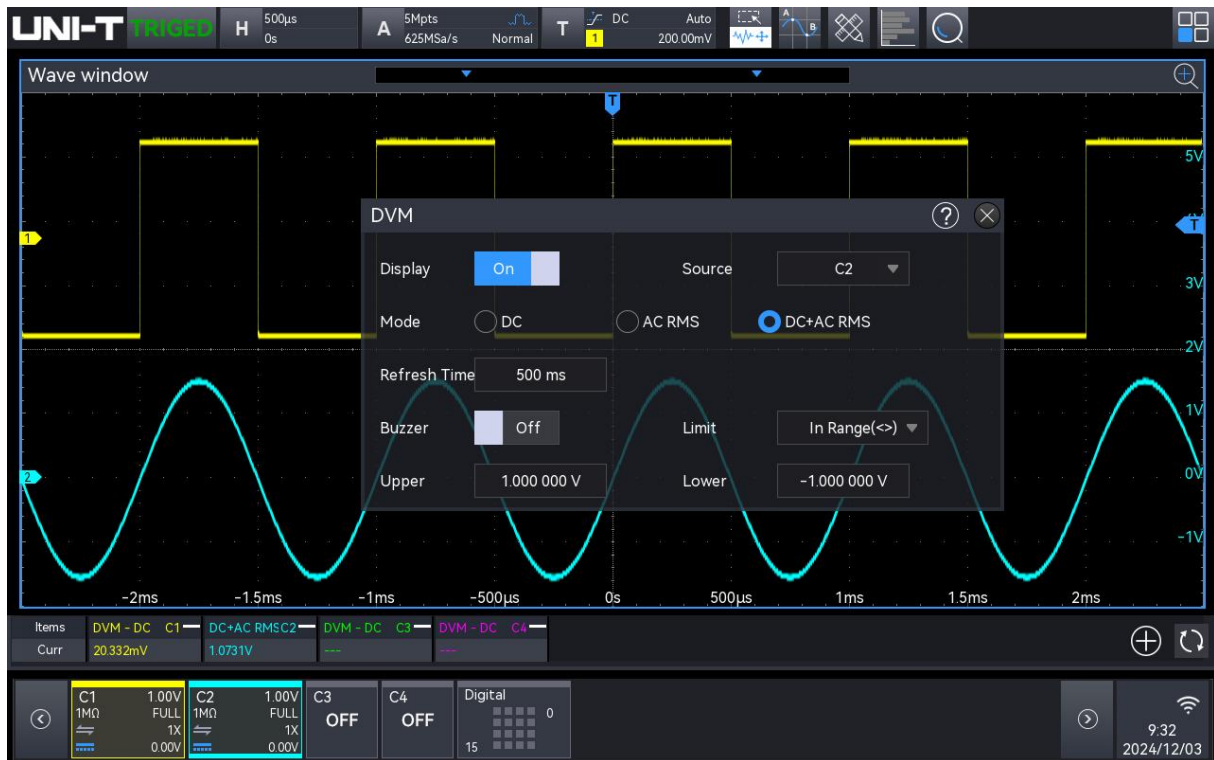 UNI-T TRIGED H 500μs 0s A 5Mpts 625MSa/s Normal T DC 1 Auto 200.00mV A B
Wave window
T
5V
1 T
DVM ?
Display On Source C2
3V
Mode DC AC RMS DC+AC RMS
2V
Refresh Time 500 ms
1V
Buzzer Off Limit In Range(<>)
2 0V
Upper 1.000 000 V Lower -1.000 000 V
-1V
-2ms -1.5ms -1ms -500μs 0s 500μs 1ms 1.5ms 2ms
Items DVM - DC C1 DC+AC RMSC2 DVM - DC C3 DVM - DC C4
Curr 20.332mV 1.0731V --- ---
C1 1.00V C2 1.00V C3 C4 Digital
1MΩ FULL 1MΩ FULL OFF OFF 0
1X 1X 9:32
0.00V 0.00V 15 2024/12/03